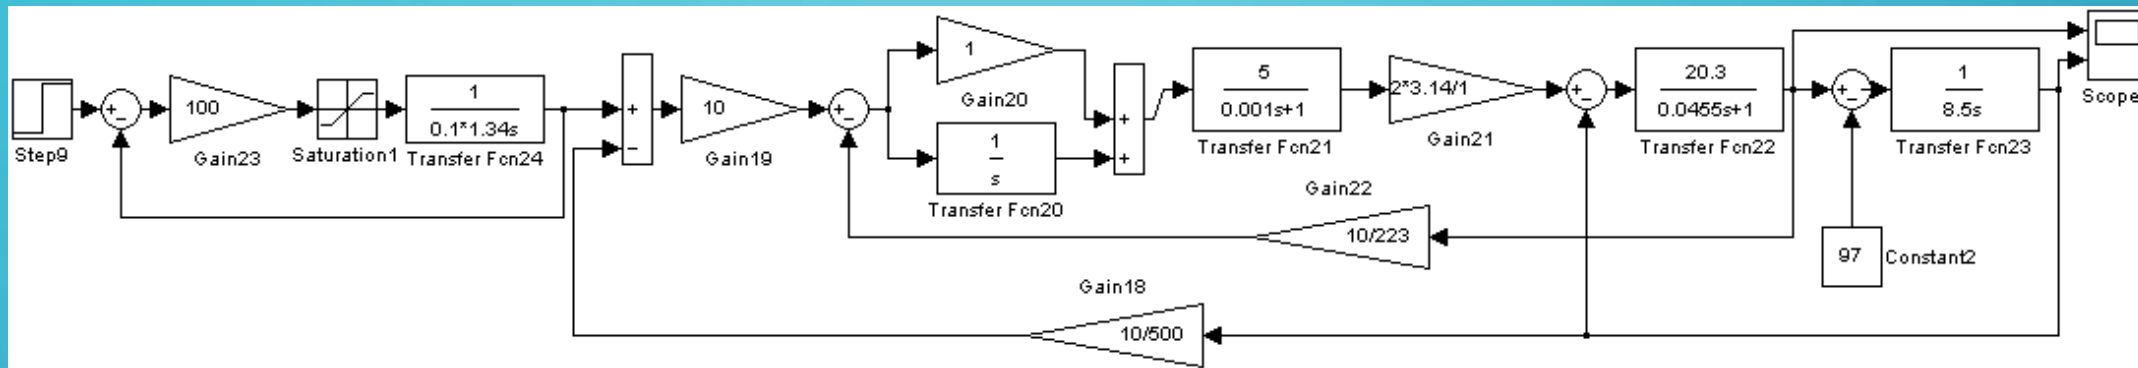 Step9
+
−
100
Gain23
Saturation1
1
0.1*1.34s
Transfer Fcn24
+
−
10
Gain19
+
−
1
Gain20
1
s
Transfer Fcn20
+
+
5
0.001s+1
Transfer Fcn21
2*3.14/1
Gain21
+
−
20.3
0.0455s+1
Transfer Fcn22
+
−
1
8.5s
Transfer Fcn23
Scope
Gain22
10/223
97
Constant2
Gain18
10/500